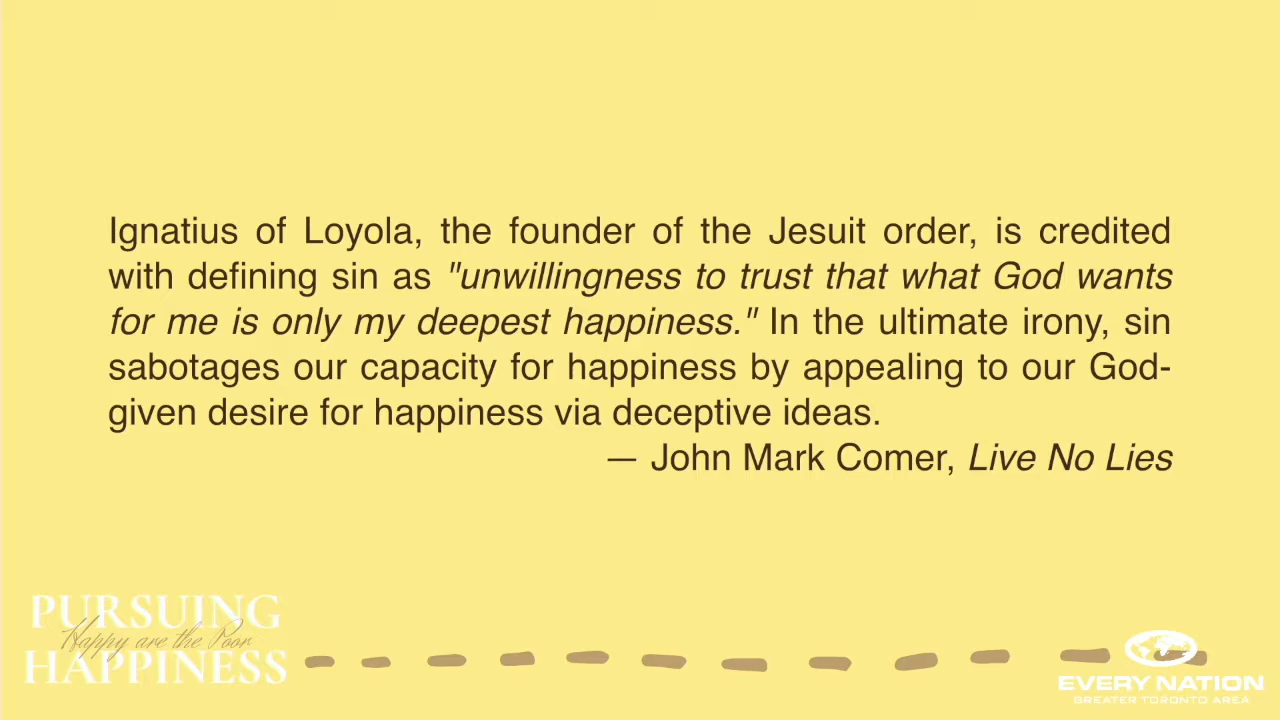 Ignatius of Loyola, the founder of the Jesuit order, is credited
with defining sin as "unwillingness to trust that what God wants
for me is only my deepest happiness." In the ultimate irony, sin
sabotages our capacity for happiness by appealing to our God-
given desire for happiness via deceptive ideas.
— John Mark Comer, Live No Lies
PURSUING
Happy are the Poor
HAPPINESS
EVERY NATION
GREATER TORONTO AREA